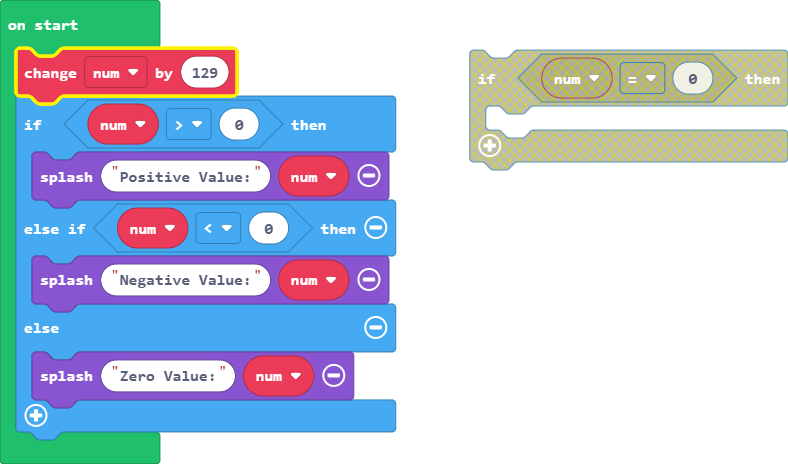 on start
change num by 129
if num > 0 then
splash "Positive Value:" num
else if num < 0 then
splash "Negative Value:" num
else
splash "Zero Value:" num
if num = 0 then